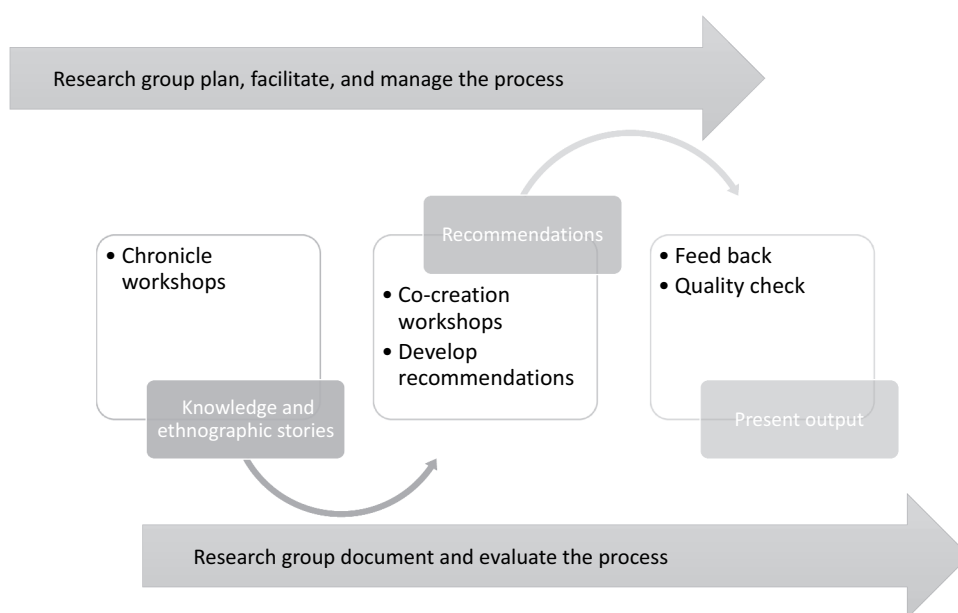 Research group plan, facilitate, and manage the process
• Chronicle
workshops
Knowledge and
ethnographic stories
Recommendations
• Co-creation
workshops
• Develop
recommendations
• Feed back
• Quality check
Present output
Research group document and evaluate the process